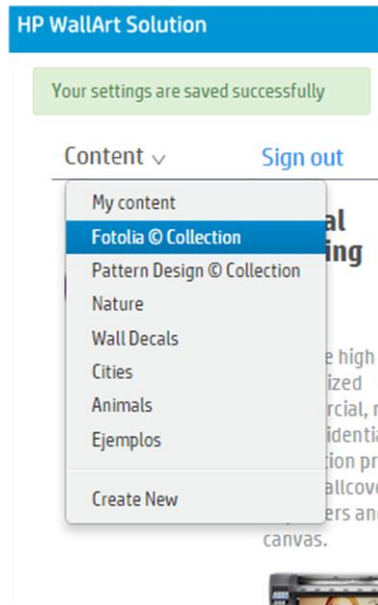 HP WallArt Solution
Your settings are saved successfully
Content
Sign out
My content
Fotolia © Collection
Pattern Design © Collection
Nature
Wall Decals
Cities
Animals
Ejemplos
Create New
high
canvas.